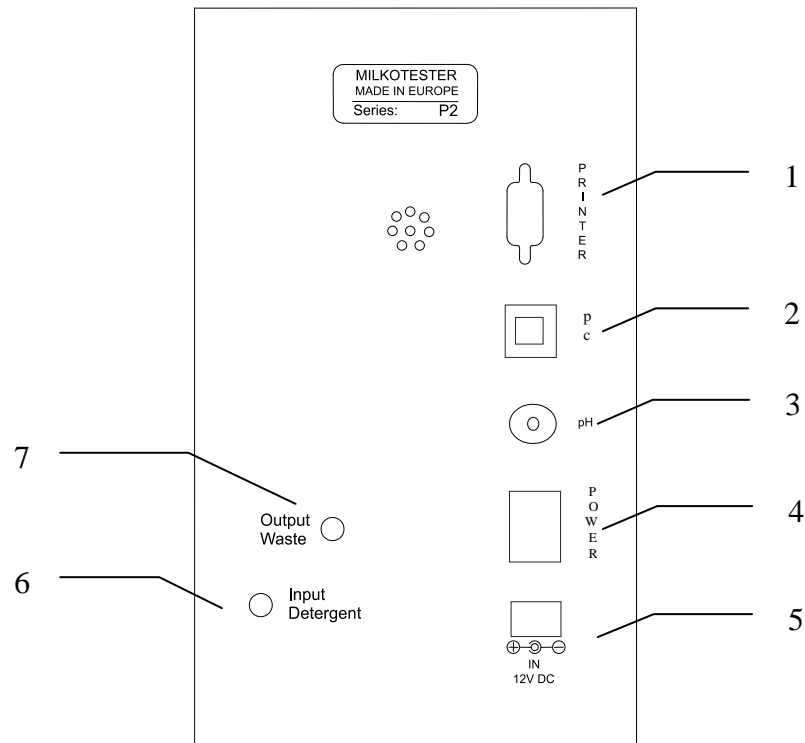 MILKOTESTER
MADE IN EUROPE
Series: P2
PRINTER
1
pc
2
pH
3
POWER
4
7
Output
Waste
6
Input
Detergent
5
IN
12V DC